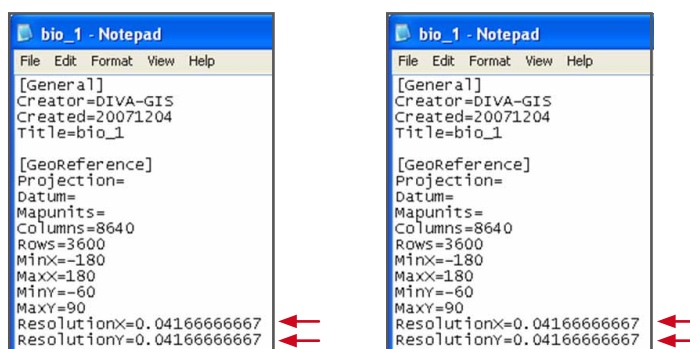 bio_1 - Notepad
File Edit Format View Help
[General]
Creator=DIVA-GIS
Created=20071204
Title=bio_1
[GeoReference]
Projection=
Datum=
Mapunits=
Columns=8640
Rows=3600
MinX=-180
MaxX=180
MinY=-60
MaxY=90
ResolutionX=0.04166666667
ResolutionY=0.04166666667
bio_1 - Notepad
File Edit Format View Help
[General]
Creator=DIVA-GIS
Created=20071204
Title=bio_1
[GeoReference]
Projection=
Datum=
Mapunits=
Columns=8640
Rows=3600
MinX=-180
MaxX=180
MinY=-60
MaxY=90
ResolutionX=0.04166666667
ResolutionY=0.04166666667